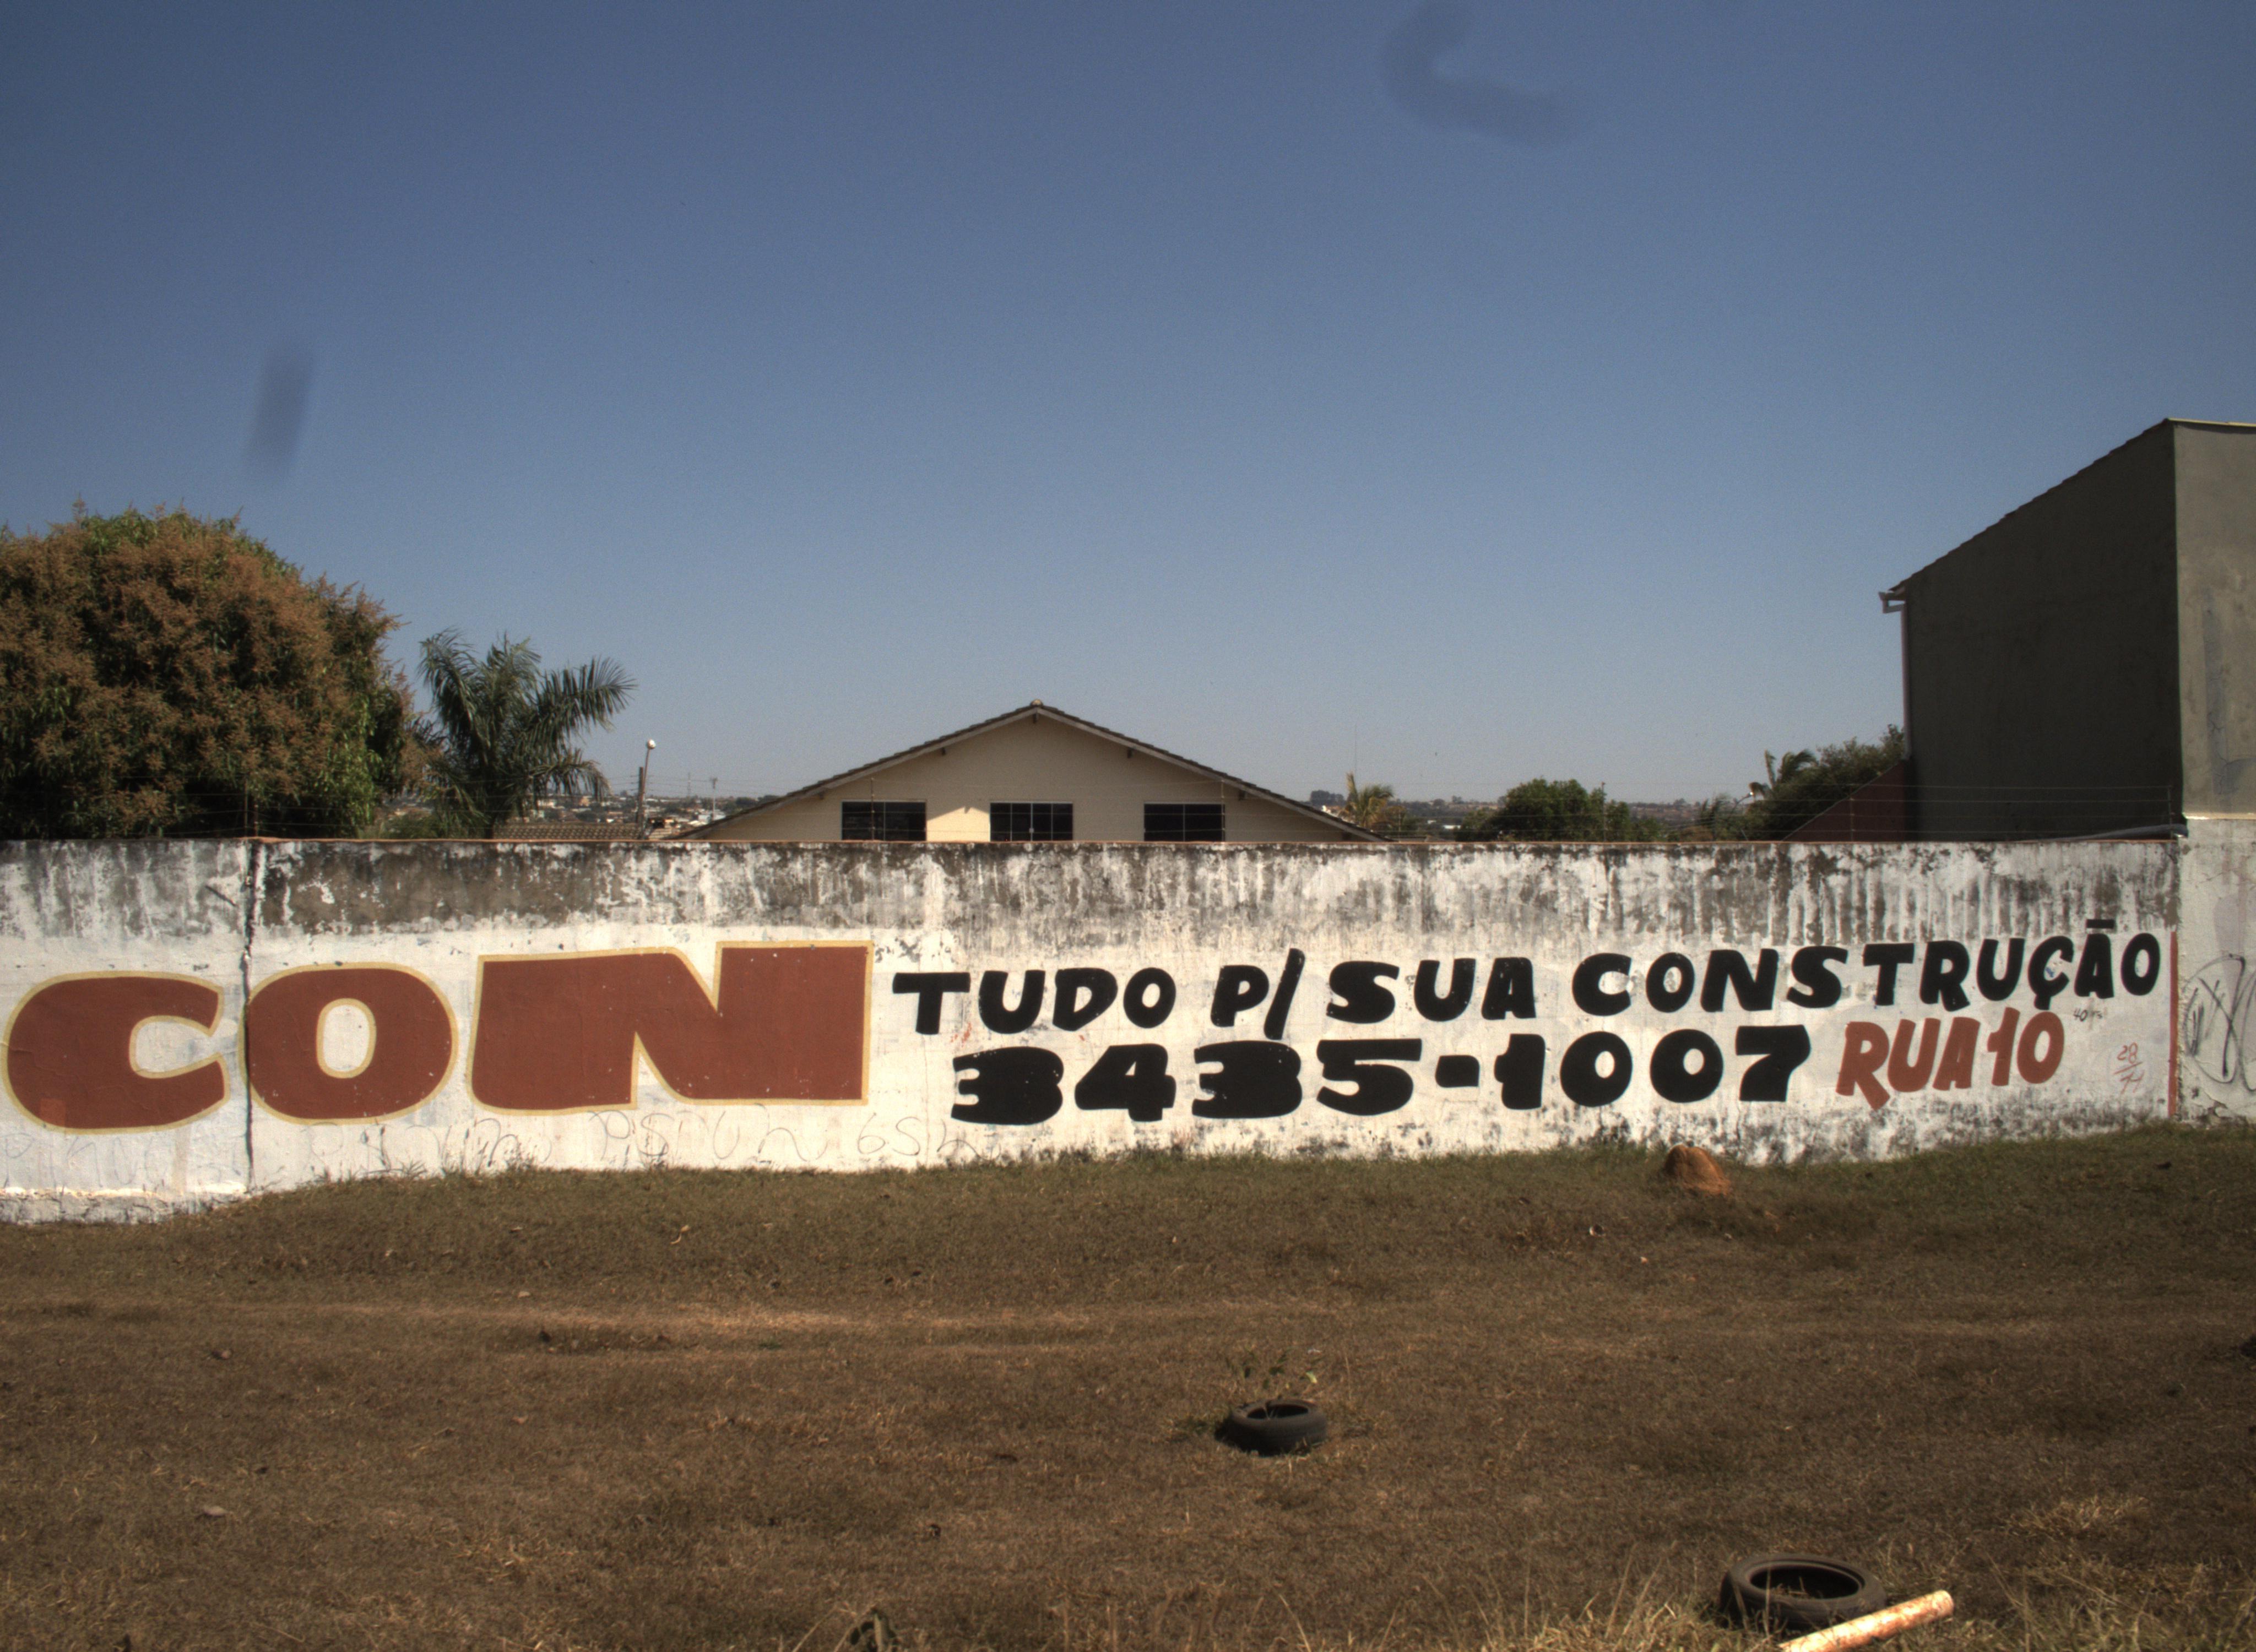 CON
TUDO P/ SUA CONSTRUÇÃO
3435-1007 RUA 10